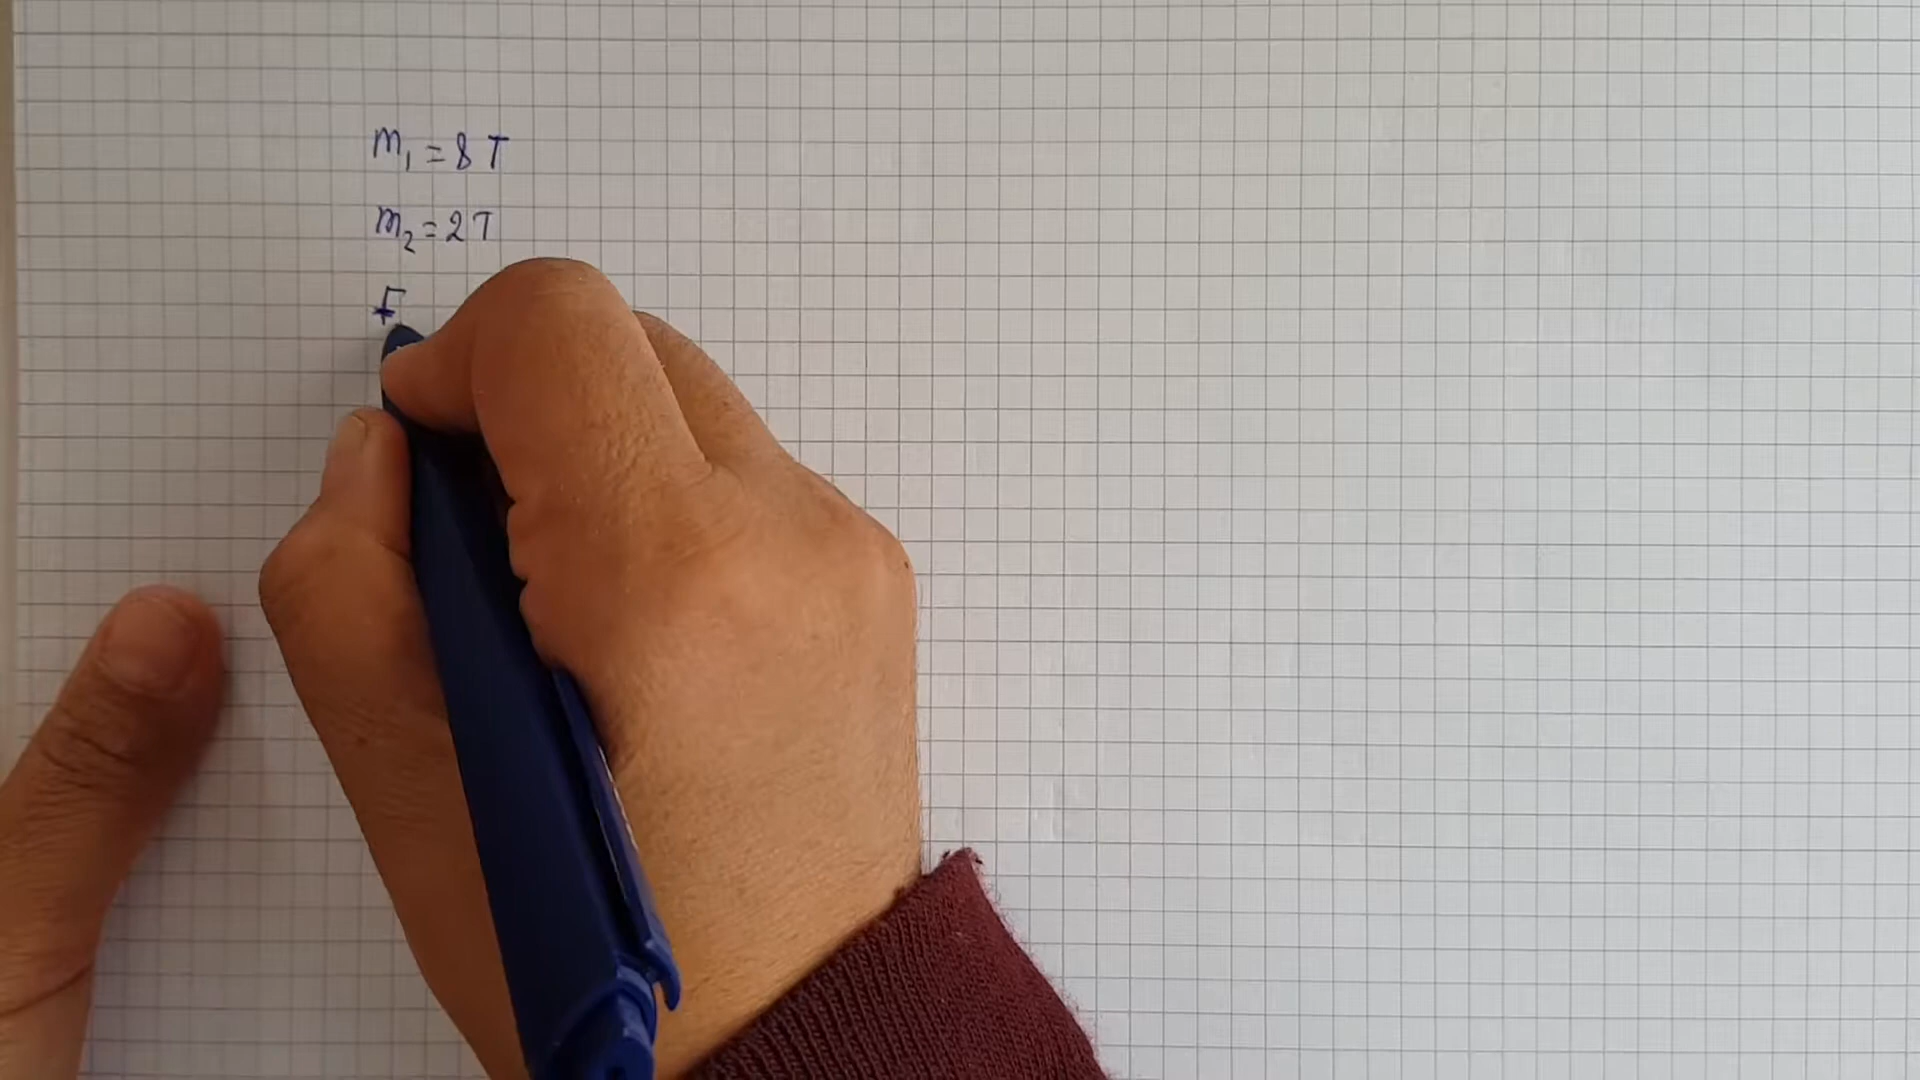 m₁ = 8 T
m₂ = 2 T
F